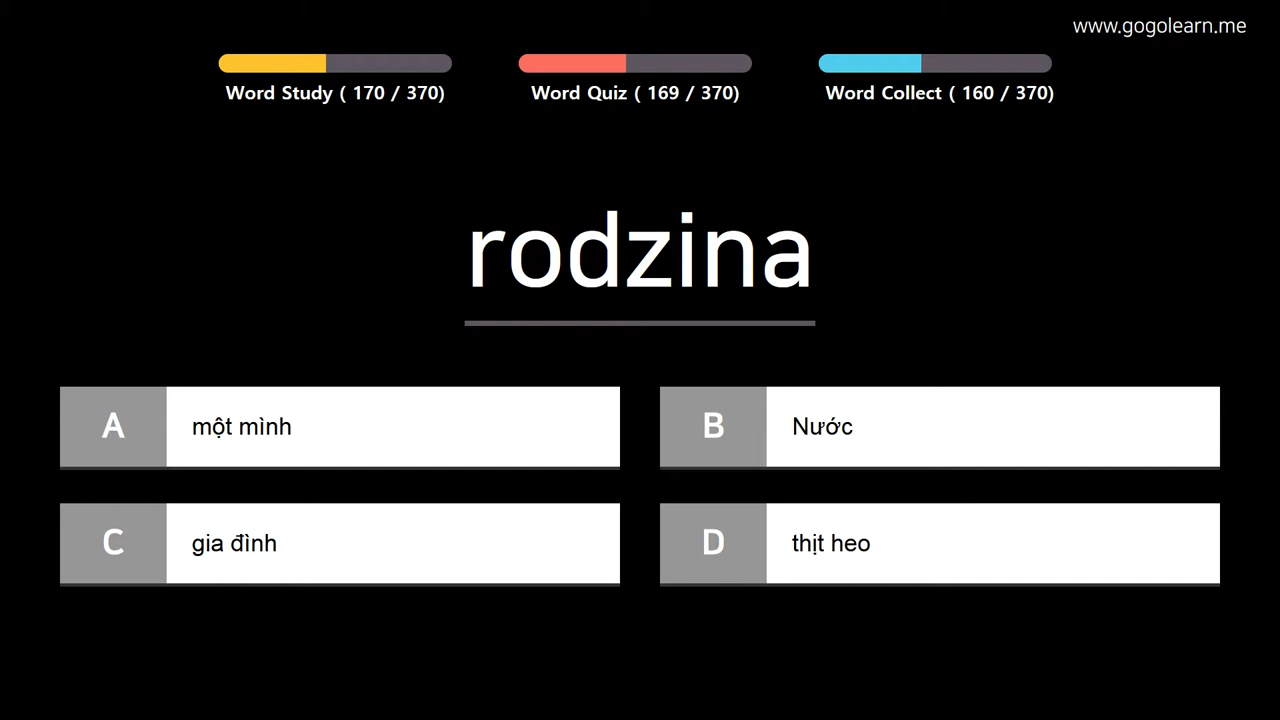 www.gogolearn.me
Word Study ( 170 / 370)
Word Quiz ( 169 / 370)
Word Collect ( 160 / 370)
rodzina
A một mình
B Nước
C gia đình
D thịt heo